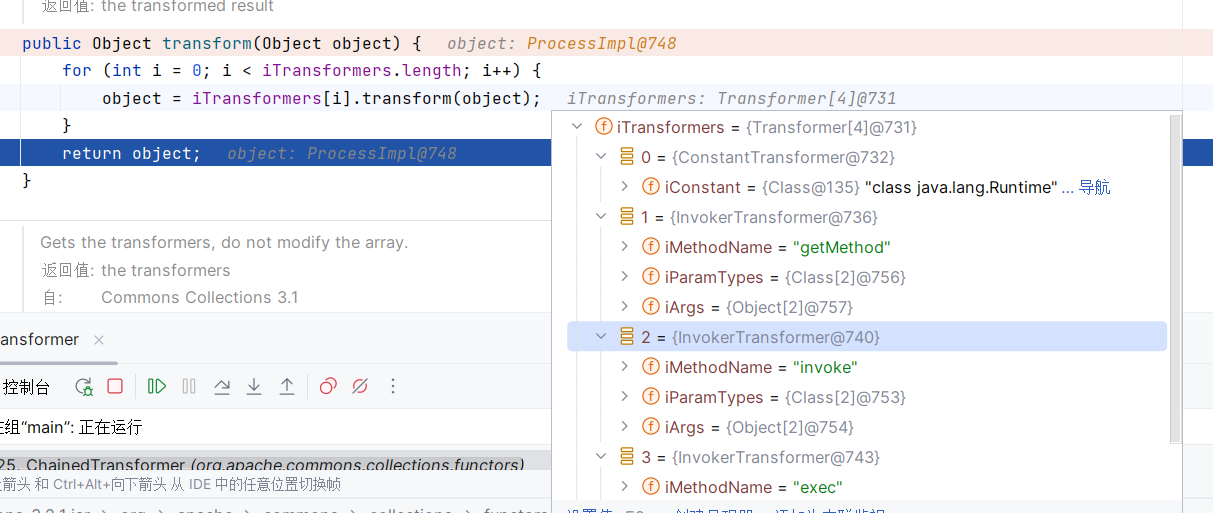 返回值: the transformed result
public Object transform(Object object) { object: ProcessImpl@748
for (int i = 0; i < iTransformers.length; i++) {
object = iTransformers[i].transform(object); iTransformers: Transformer[4]@731
}
return object; object: ProcessImpl@748
}
iTransformers = {Transformer[4]@731}
0 = {ConstantTransformer@732}
iConstant = {Class@135} "class java.lang.Runtime" ... 导航
1 = {InvokerTransformer@736}
iMethodName = "getMethod"
iParamTypes = {Class[2]@756}
iArgs = {Object[2]@757}
2 = {InvokerTransformer@740}
iMethodName = "invoke"
iParamTypes = {Class[2]@753}
iArgs = {Object[2]@754}
3 = {InvokerTransformer@743}
iMethodName = "exec"
Gets the transformers, do not modify the array.
返回值: the transformers
自: Commons Collections 3.1
ansformer
控制台
在组“main”: 正在运行
25, ChainedTransformer (org.apache.commons.collections.functors)
箭头 和 Ctrl+Alt+向下箭头 从 IDE 中的任意位置切换帧